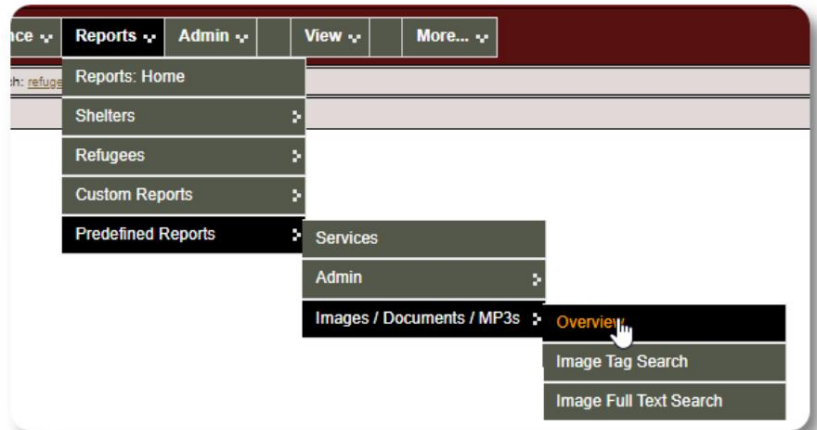 nce Reports Admin View More...
ch: refuge
Reports: Home
Shelters
Refugees
Custom Reports
Predefined Reports
Services
Admin
Images / Documents / MP3s
Overview
Image Tag Search
Image Full Text Search